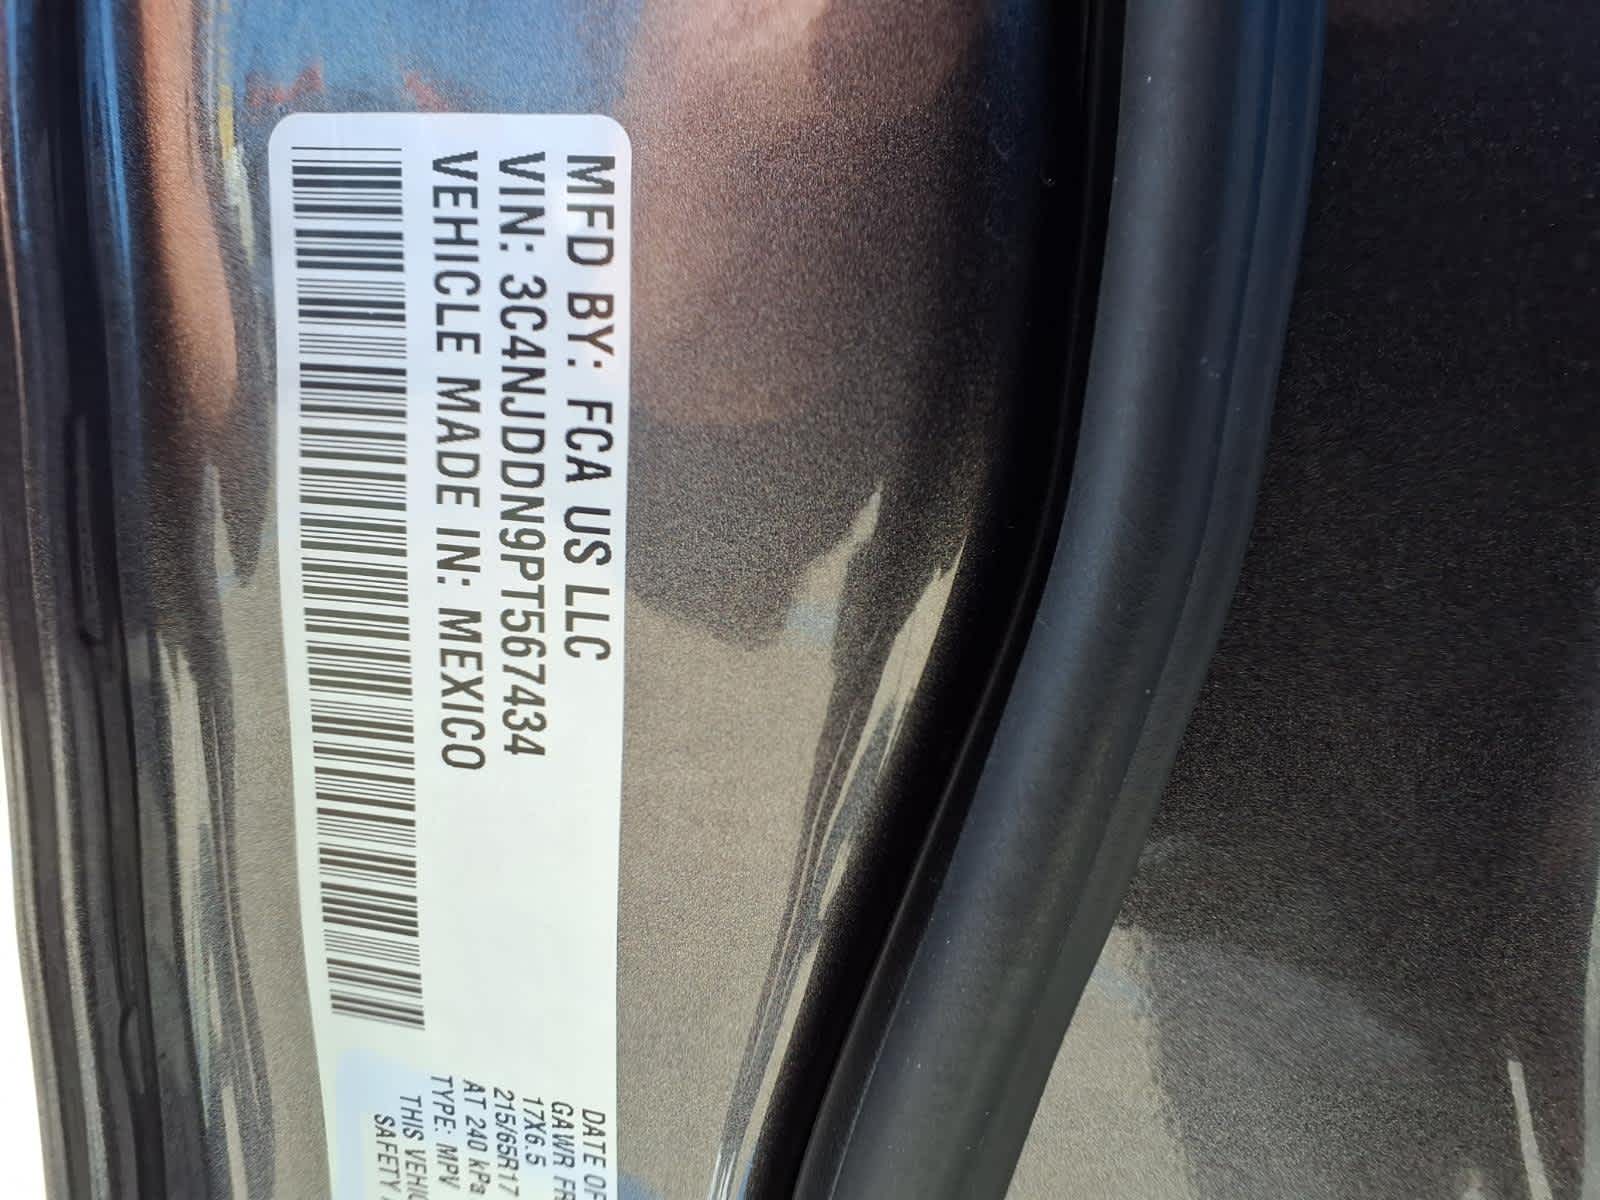 MFD BY: FCA US LLC
VIN: 3C4NJDDN9PT567434
VEHICLE MADE IN: MEXICO
DATE OF
GAWR FR
17X6.5
215/65R17
AT 240 kPa
TYPE: MPV
THIS VEHIC
SAFETY